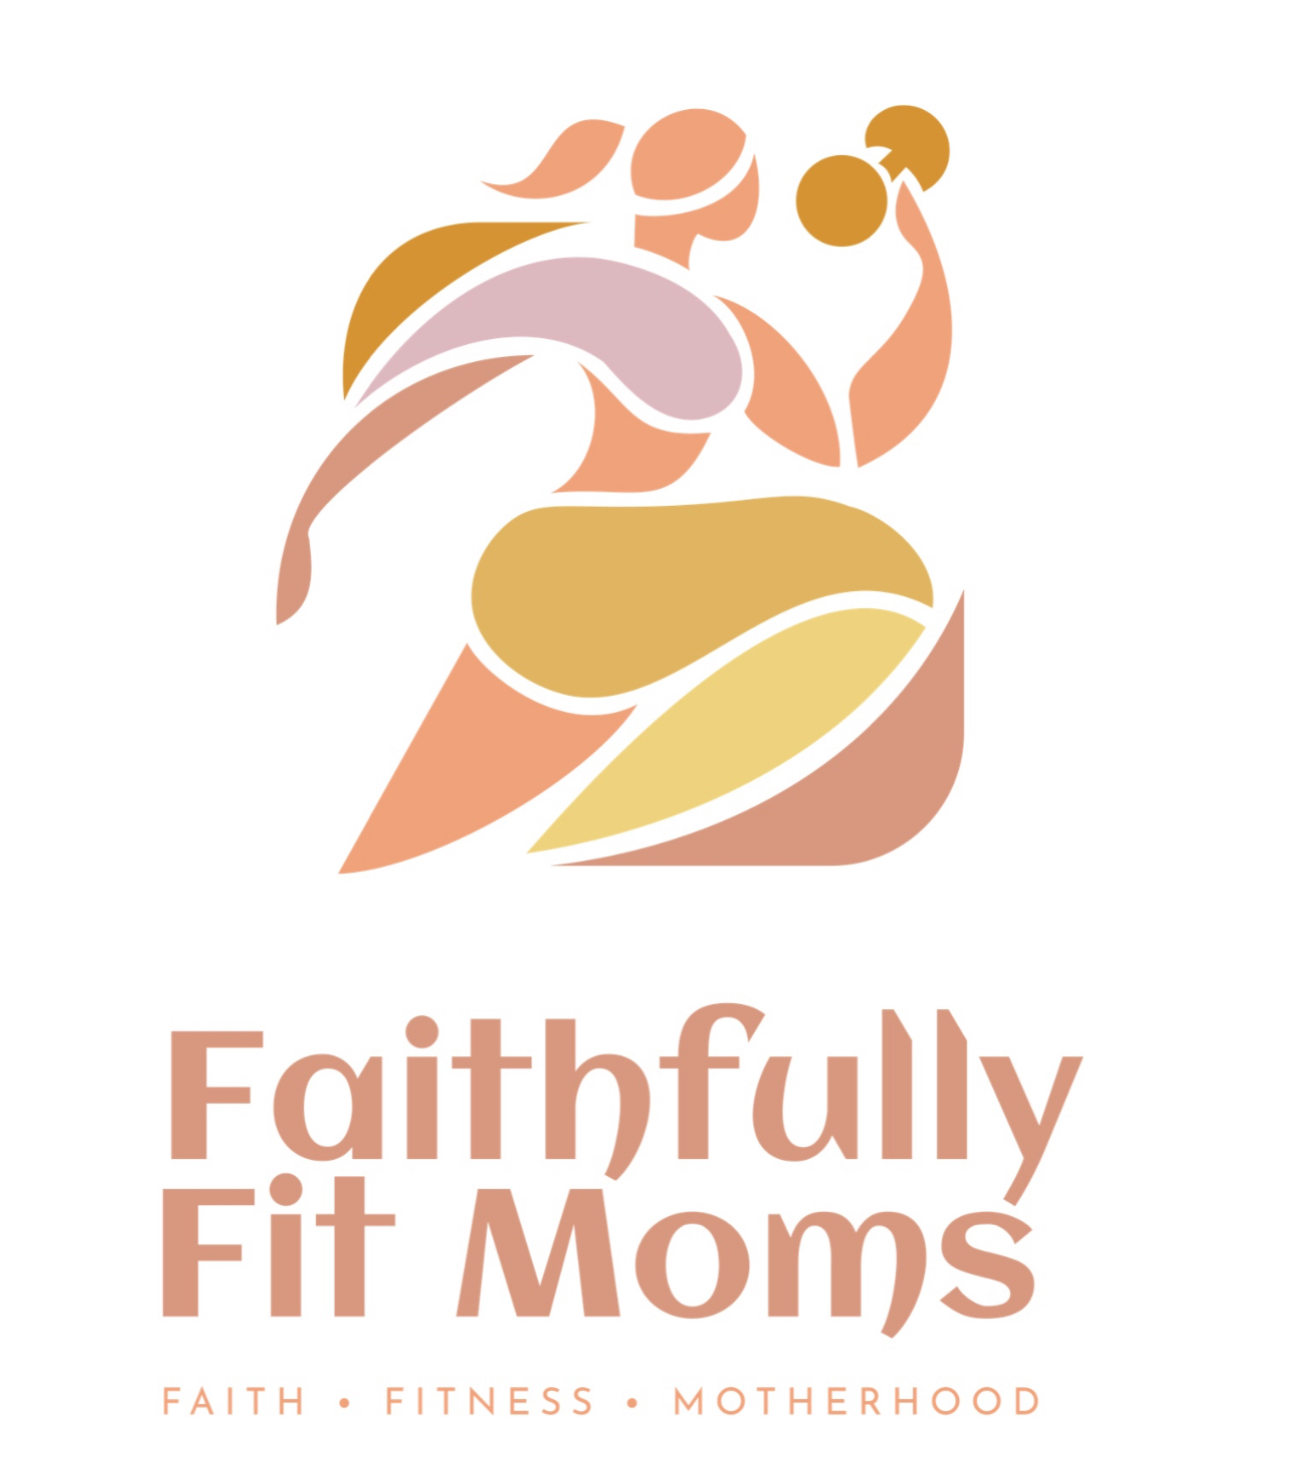 Faithfully
Fit Moms
FAITH • FITNESS • MOTHERHOOD